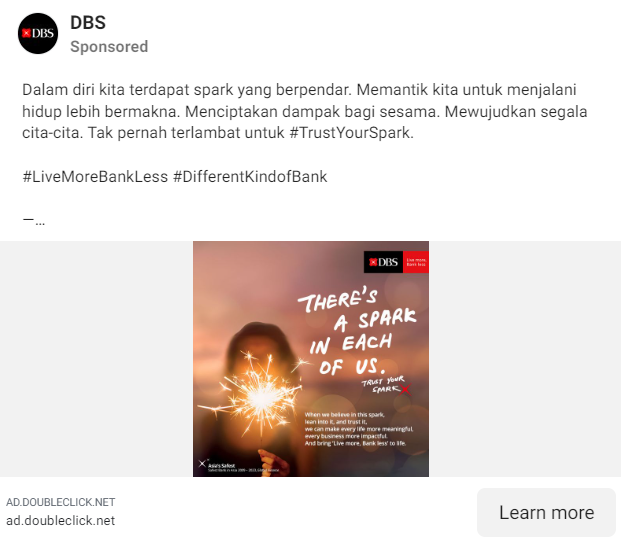 DBS
DBS
Sponsored
Dalam diri kita terdapat spark yang berpendar. Memantik kita untuk menjalani
hidup lebih bermakna. Menciptakan dampak bagi sesama. Mewujudkan segala
cita-cita. Tak pernah terlambat untuk #TrustYourSpark.
#LiveMoreBankLess #DifferentKindofBank
—...
DBS
Live more,
Bank less
THERE'S
A SPARK
IN EACH
OF US.
TRUST YOUR
SPARK
When we believe in this spark,
lean into it, and trust it,
we can make every life more meaningful,
every business more impactful.
And bring 'Live more, Bank less' to life.
Asia's Safest
AD.DOUBLECLICK.NET
ad.doubleclick.net
Learn more